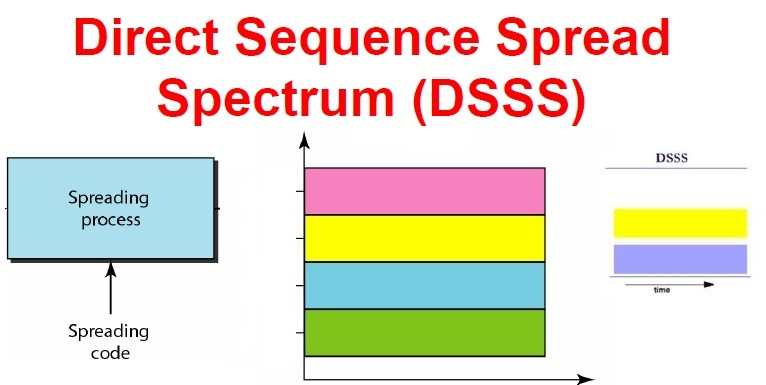 Direct Sequence Spread
Spectrum (DSSS)
Spreading
process
Spreading
code
DSSS
time